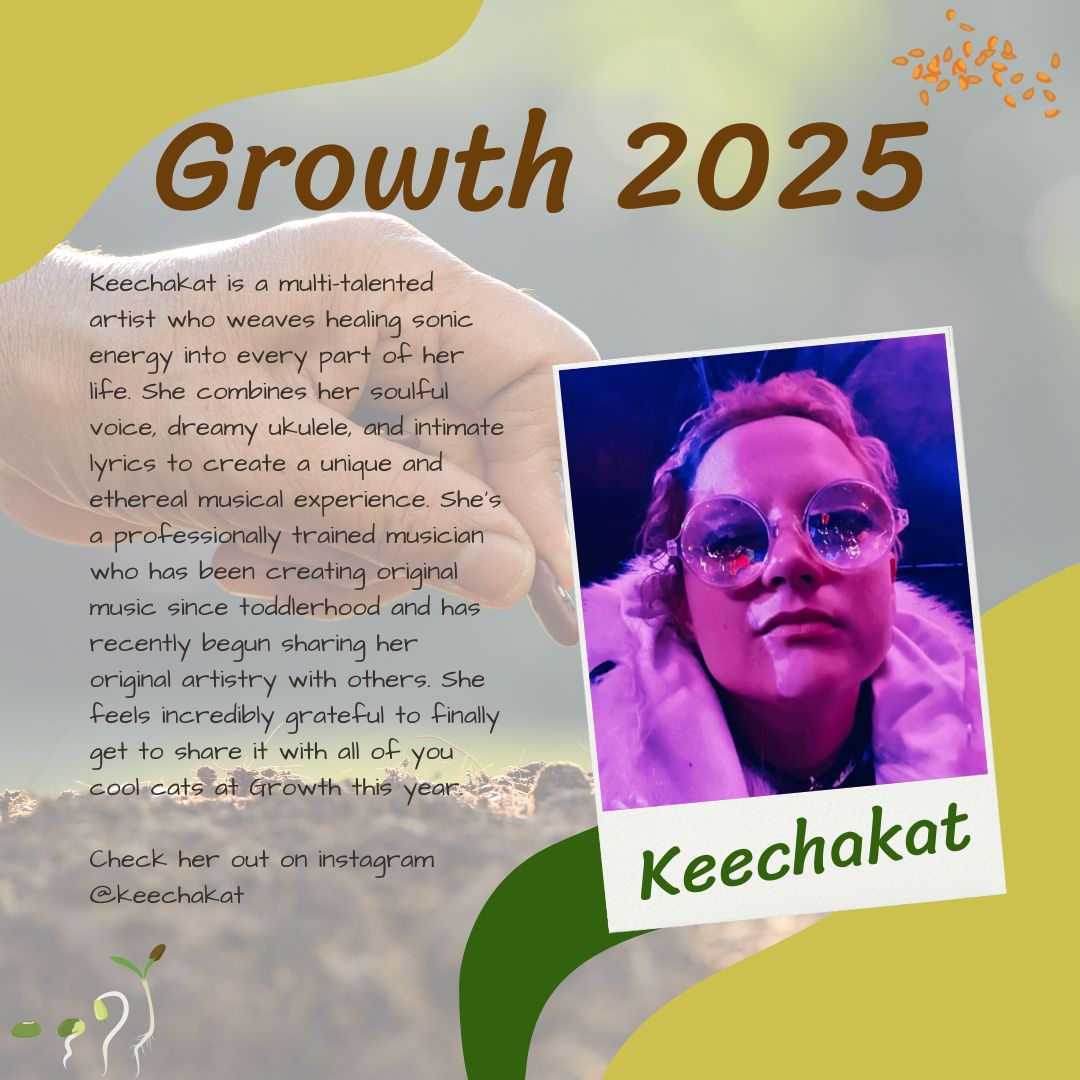 Growth 2025
Keechakat is a multi-talented
artist who weaves healing sonic
energy into every part of her
life. She combines her soulful
voice, dreamy ukulele, and intimate
lyrics to create a unique and
ethereal musical experience. She's
a professionally trained musician
who has been creating original
music since toddlerhood and has
recently begun sharing her
original artistry with others. She
feels incredibly grateful to finally
get to share it with all of you
cool cats at Growth this year.
Check her out on instagram
@keechakat
Keechakat